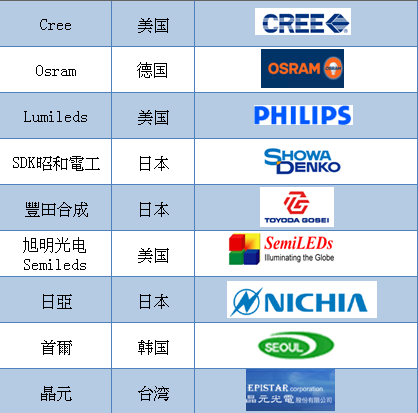 Cree 美国 CREE
Osram 德国 OSRAM
Lumileds 美国 PHILIPS
SDK昭和電工 日本 SHOWA DENKO
豐田合成 日本 TOYODA GOSEI
旭明光电 Semileds 美国 SemiLEDs Illuminating the Globe
日亞 日本 NICHIA
首爾 韩国 SEOUL
晶元 台湾 EPISTAR corporation 晶元光電股份有限公司